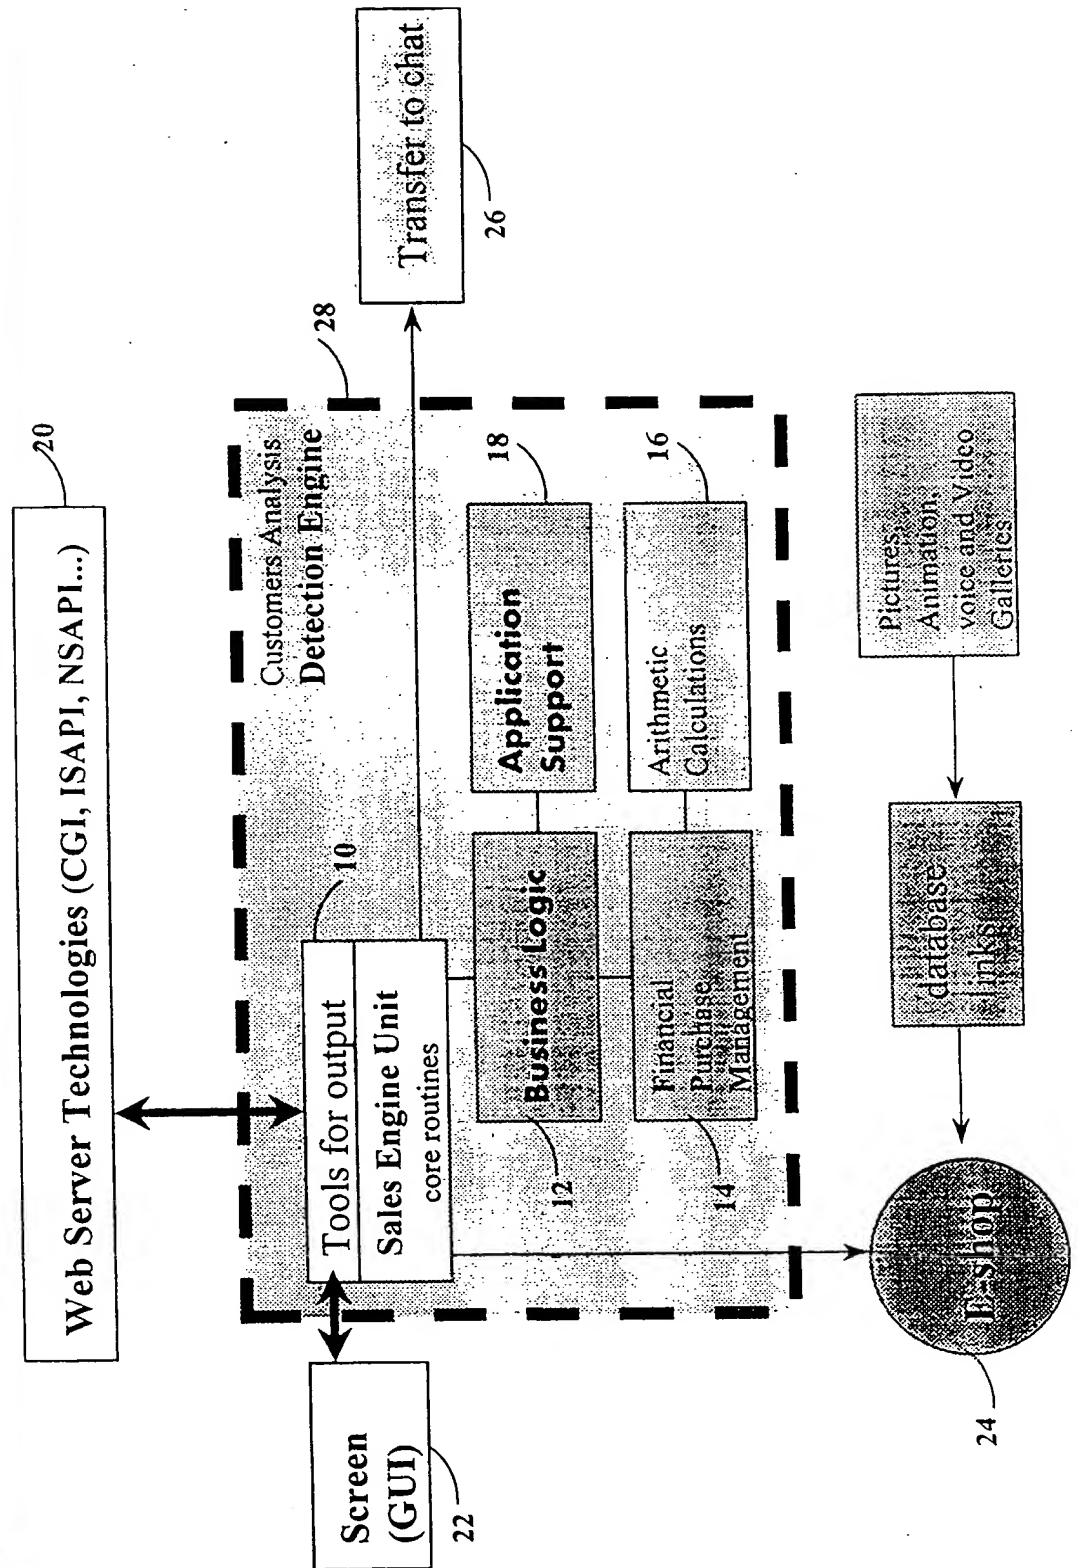 Web Server Technologies (CGI, ISAPI, NSAPI...)
20
Customers Analysis
Detection Engine
28
Screen
(GUI)
22
Tools for output
Sales Engine Unit
core routines
10
Transfer to chat
26
Business Logic
12
Application
Support
18
Financial
Purchase
Management
14
Arithmetic
Calculations
16
E-shop
24
database
links
Pictures,
Animation,
voice and Video
Galleries